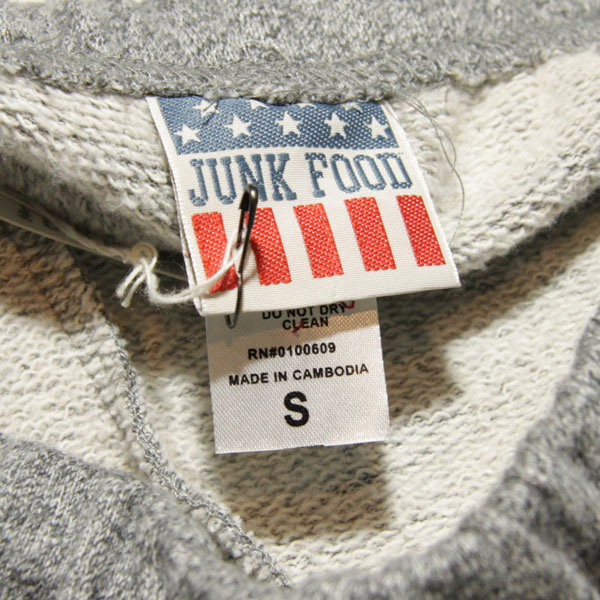 JUNK FOOD
DO NOT DRY
CLEAN
RN#0100609
MADE IN CAMBODIA
S